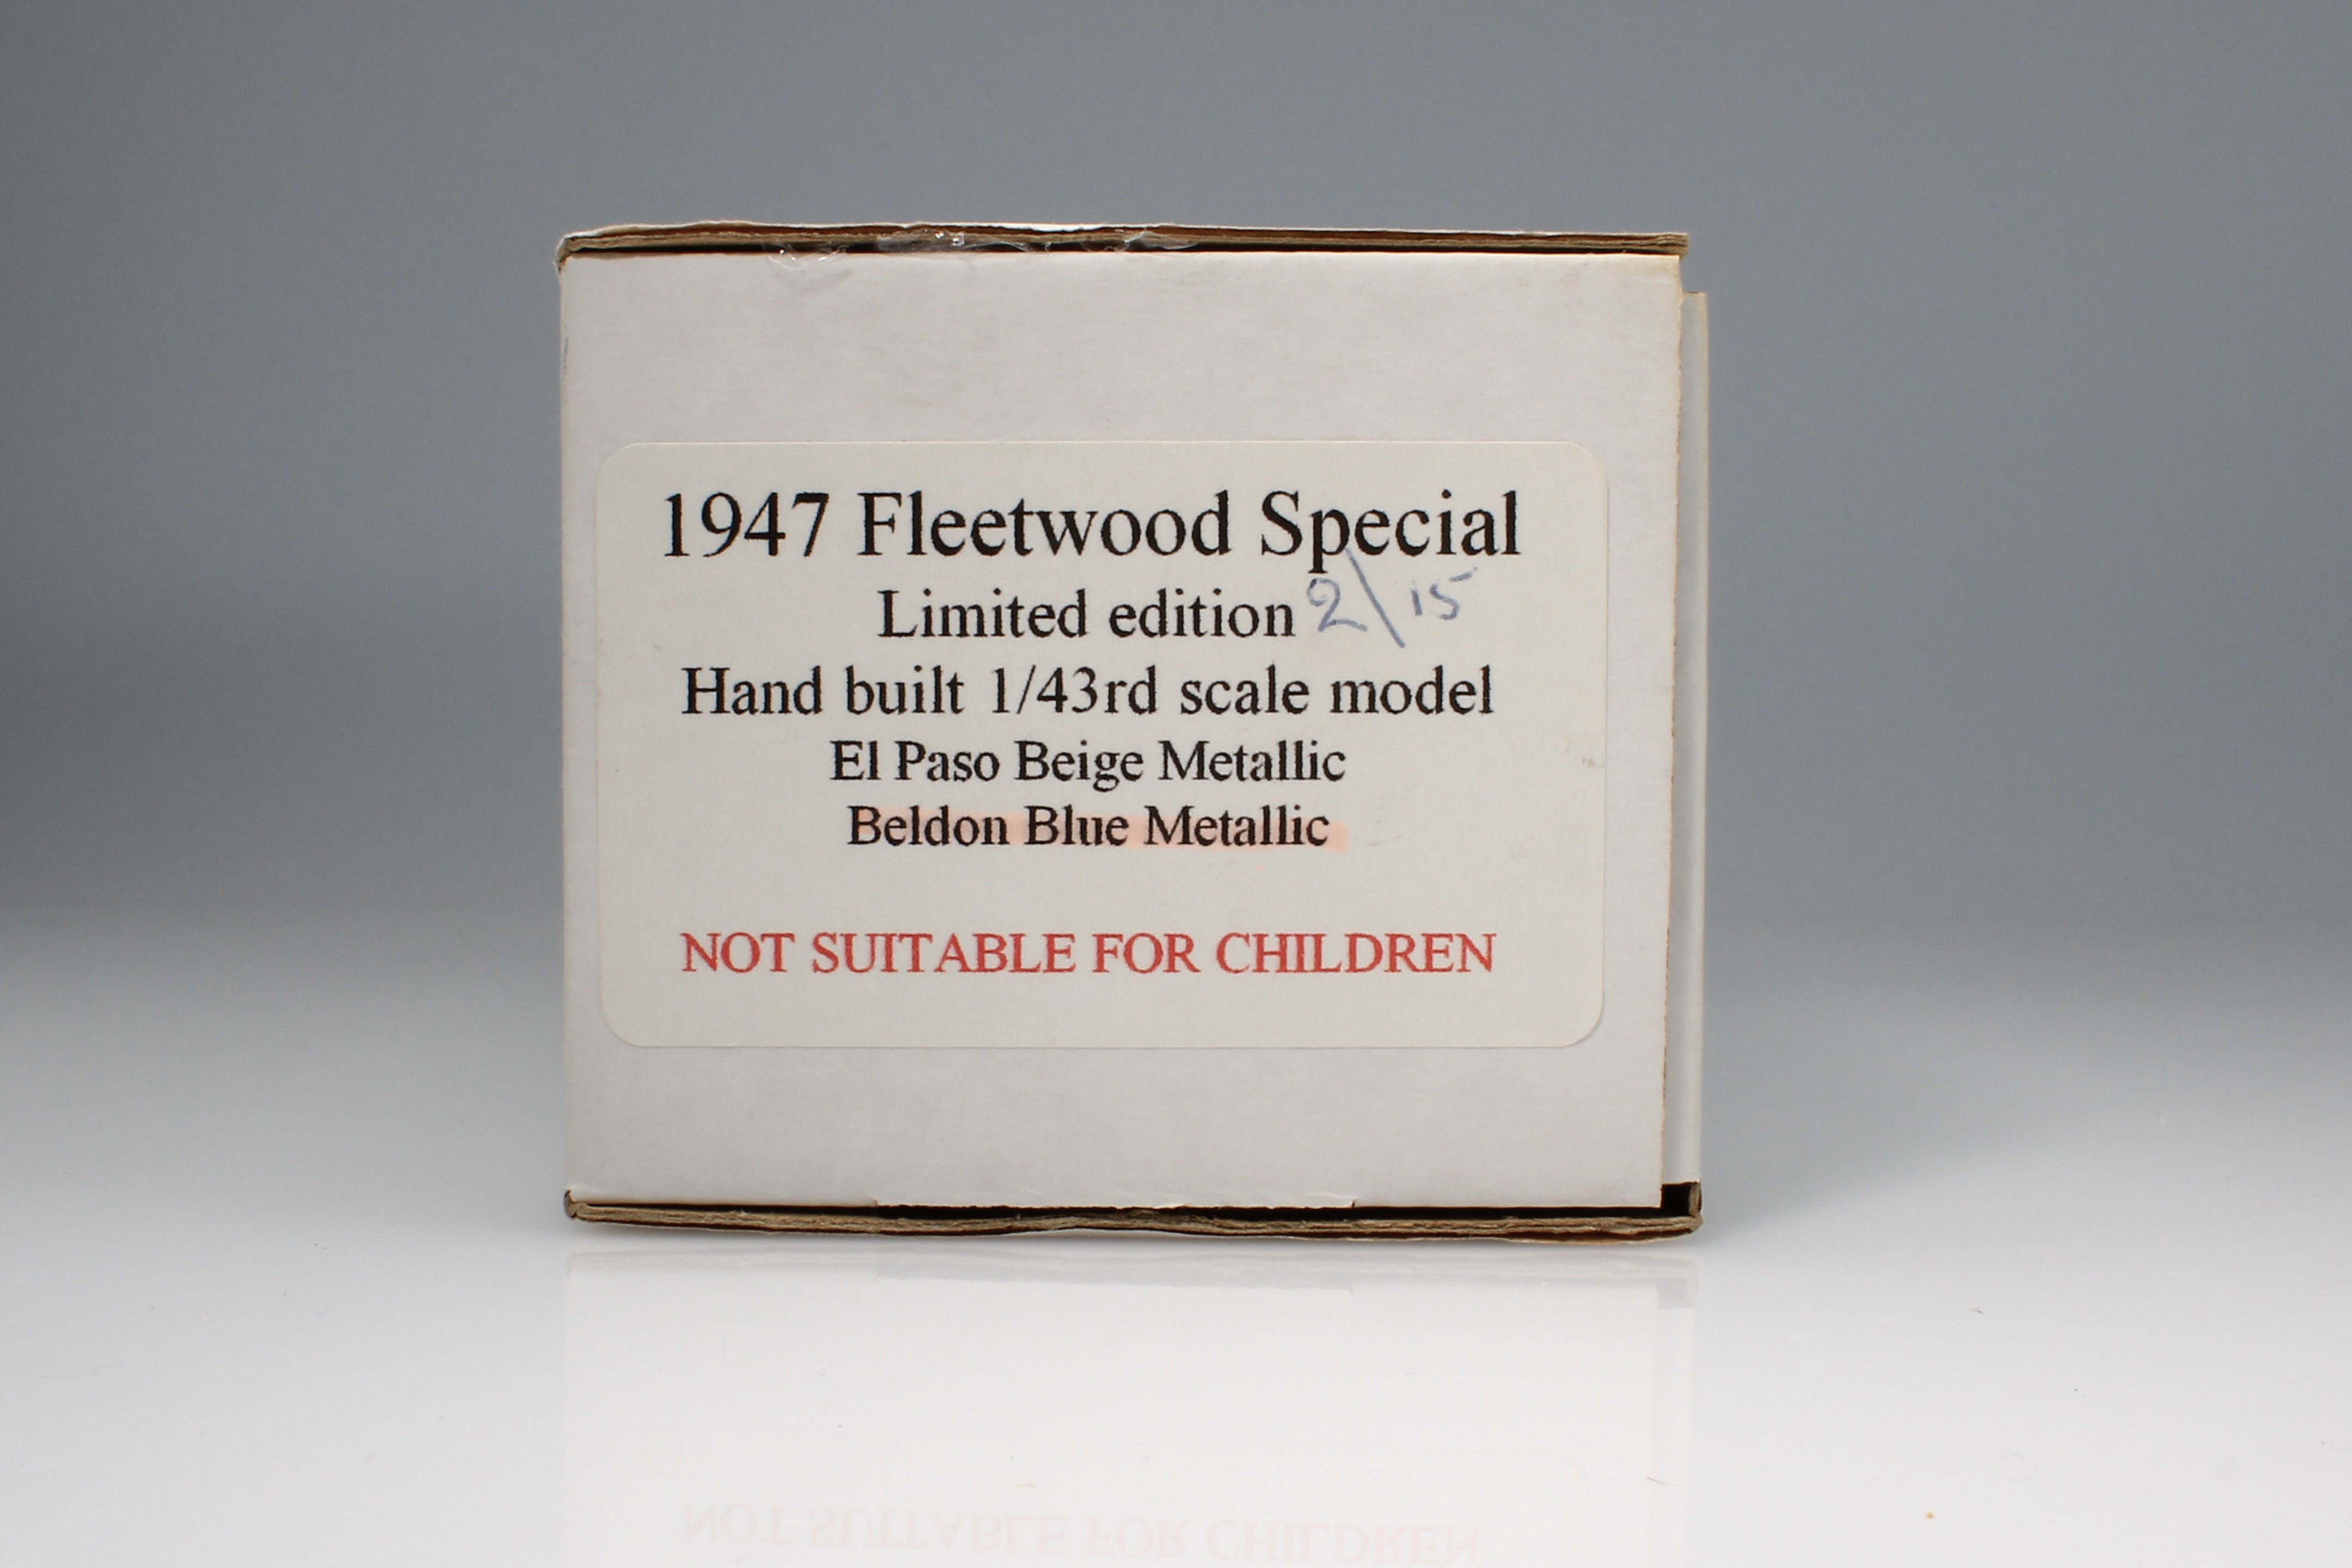 1947 Fleetwood Special
Limited edition 2\15
Hand built 1/43rd scale model
El Paso Beige Metallic
Beldon Blue Metallic
NOT SUITABLE FOR CHILDREN